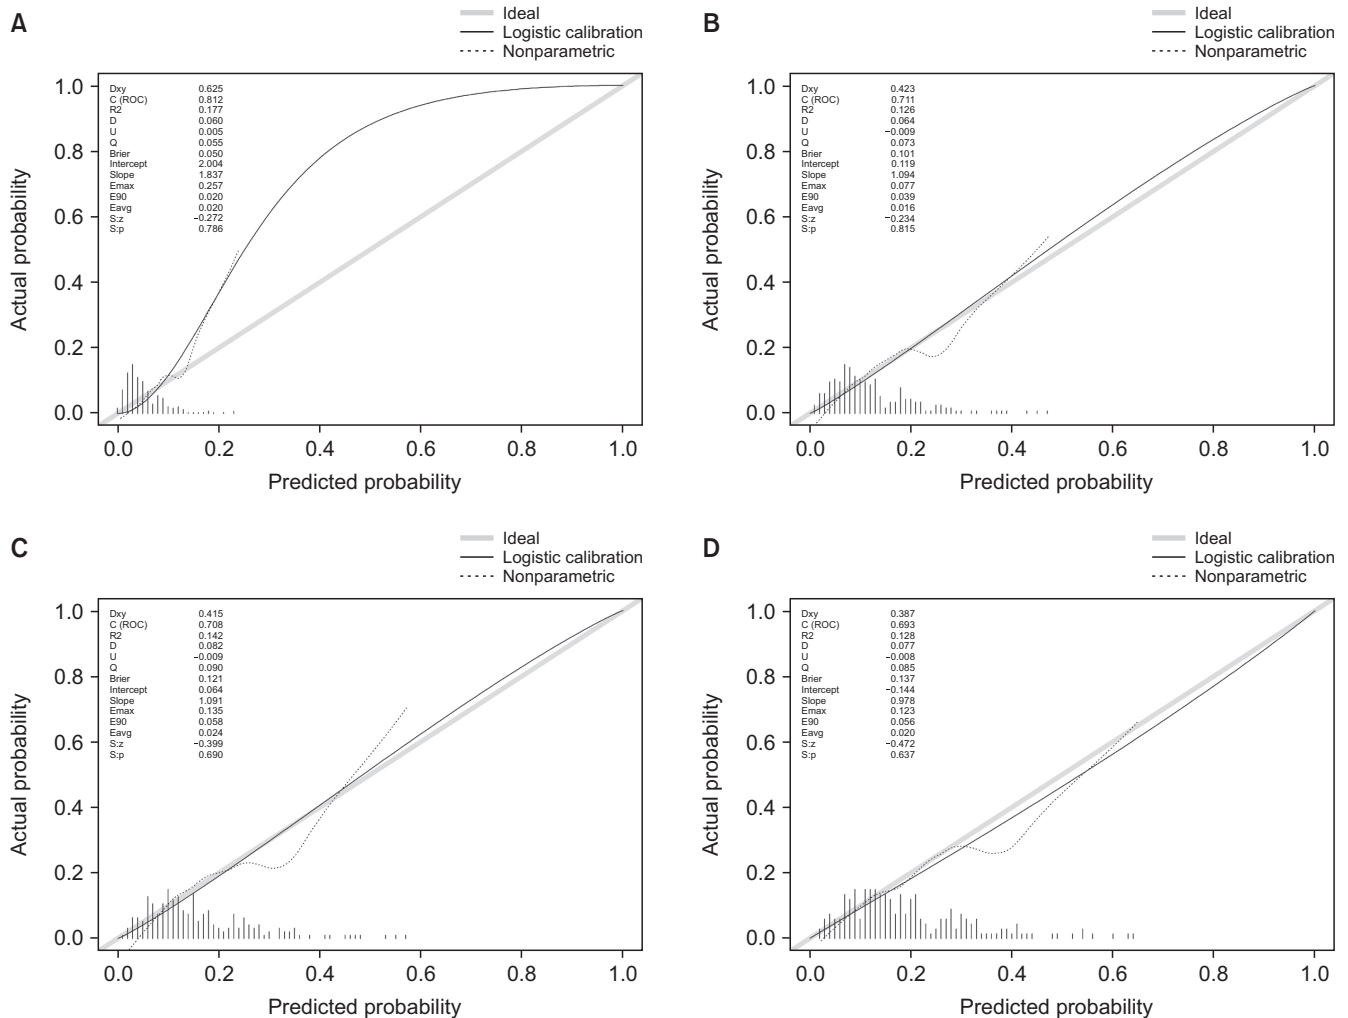 A
Ideal
Logistic calibration
Nonparametric
Dxy 0.625
C (ROC) 0.812
R2 0.177
D 0.060
U 0.005
Q 0.055
Brier 0.050
Intercept 2.004
Slope 1.837
Emax 0.257
E90 0.020
Eavg 0.020
S:z −0.272
S:p 0.786
1.0
0.8
0.6
0.4
0.2
0.0
Actual probability
0.0 0.2 0.4 0.6 0.8 1.0
Predicted probability
B
Ideal
Logistic calibration
Nonparametric
Dxy 0.423
C (ROC) 0.711
R2 0.126
D 0.064
U −0.009
Q 0.073
Brier 0.101
Intercept 0.119
Slope 1.094
Emax 0.077
E90 0.039
Eavg 0.016
S:z −0.234
S:p 0.815
1.0
0.8
0.6
0.4
0.2
0.0
Actual probability
0.0 0.2 0.4 0.6 0.8 1.0
Predicted probability
C
Ideal
Logistic calibration
Nonparametric
Dxy 0.415
C (ROC) 0.708
R2 0.142
D 0.082
U −0.009
Q 0.090
Brier 0.121
Intercept 0.064
Slope 1.091
Emax 0.135
E90 0.058
Eavg 0.024
S:z −0.399
S:p 0.690
1.0
0.8
0.6
0.4
0.2
0.0
Actual probability
0.0 0.2 0.4 0.6 0.8 1.0
Predicted probability
D
Ideal
Logistic calibration
Nonparametric
Dxy 0.387
C (ROC) 0.693
R2 0.128
D 0.077
U −0.008
Q 0.085
Brier 0.137
Intercept −0.144
Slope 0.978
Emax 0.123
E90 0.056
Eavg 0.020
S:z −0.472
S:p 0.637
1.0
0.8
0.6
0.4
0.2
0.0
Actual probability
0.0 0.2 0.4 0.6 0.8 1.0
Predicted probability